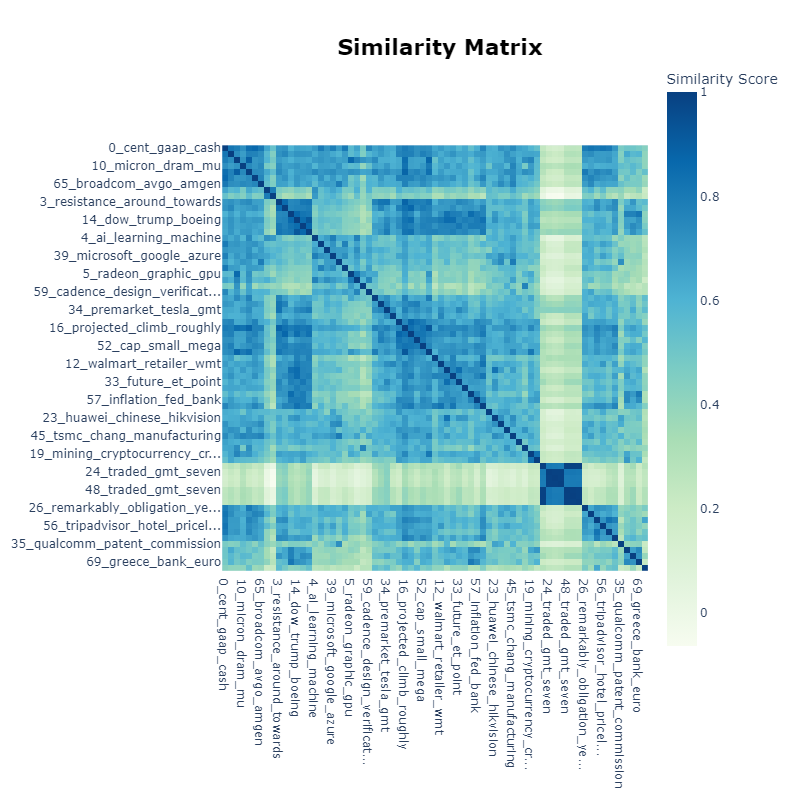 Similarity Matrix
Similarity Score
1
0.8
0.6
0.4
0.2
0
0_cent_gaap_cash
10_micron_dram_mu
65_broadcom_avgo_amgen
3_resistance_around_towards
14_dow_trump_boeing
4_ai_learning_machine
39_microsoft_google_azure
5_radeon_graphic_gpu
59_cadence_design_verificat...
34_premarket_tesla_gmt
16_projected_climb_roughly
52_cap_small_mega
12_walmart_retailer_wmt
33_future_et_point
57_inflation_fed_bank
23_huawei_chinese_hikvision
45_tsmc_chang_manufacturing
19_mining_cryptocurrency_cr...
24_traded_gmt_seven
48_traded_gmt_seven
26_remarkably_obligation_ye...
56_tripadvisor_hotel_pricel...
35_qualcomm_patent_commission
69_greece_bank_euro
0_cent_gaap_cash
10_micron_dram_mu
65_broadcom_avgo_amgen
3_resistance_around_towards
14_dow_trump_boeing
4_ai_learning_machine
39_microsoft_google_azure
5_radeon_graphic_gpu
59_cadence_design_verificat...
34_premarket_tesla_gmt
16_projected_climb_roughly
52_cap_small_mega
12_walmart_retailer_wmt
33_future_et_point
57_inflation_fed_bank
23_huawei_chinese_hikvision
45_tsmc_chang_manufacturing
19_mining_cryptocurrency_cr...
24_traded_gmt_seven
48_traded_gmt_seven
26_remarkably_obligation_ye...
56_tripadvisor_hotel_pricel...
35_qualcomm_patent_commission
69_greece_bank_euro